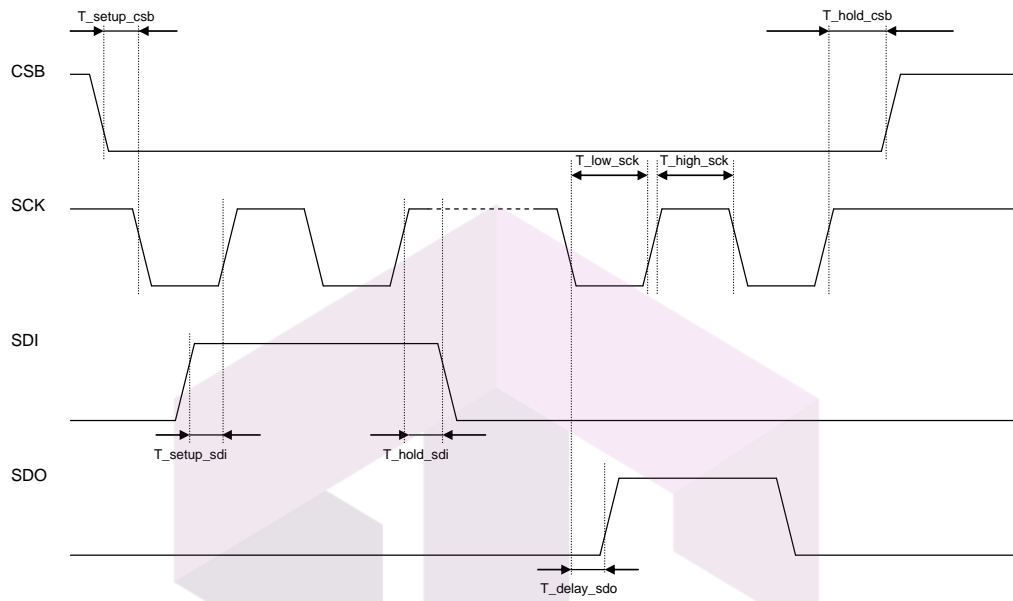 T_setup_csb
T_hold_csb
CSB
T_low_sck
T_high_sck
SCK
SDI
T_setup_sdi
T_hold_sdi
SDO
T_delay_sdo